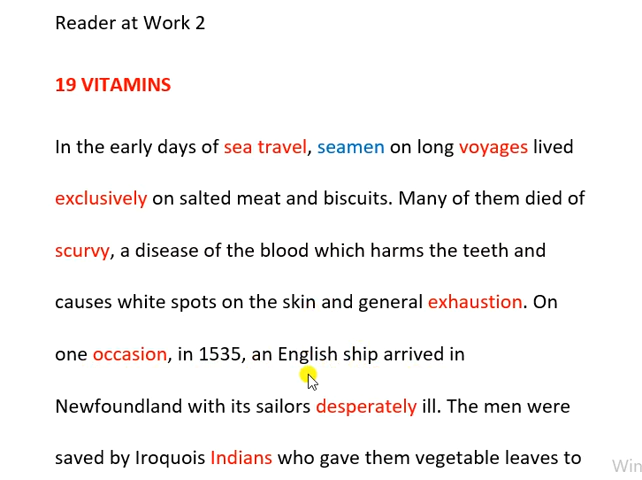 Reader at Work 2
19 VITAMINS
In the early days of sea travel, seamen on long voyages lived
exclusively on salted meat and biscuits. Many of them died of
scurvy, a disease of the blood which harms the teeth and
causes white spots on the skin and general exhaustion. On
one occasion, in 1535, an English ship arrived in
Newfoundland with its sailors desperately ill. The men were
saved by Iroquois Indians who gave them vegetable leaves to
Win